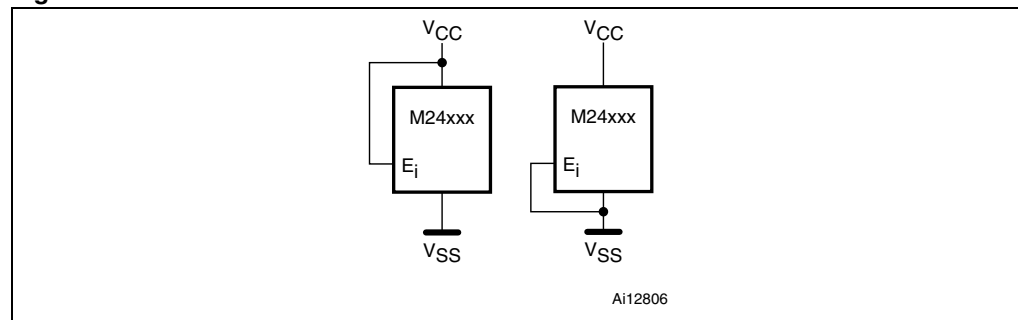 VCC VCC
M24xxx M24xxx
Ei Ei
VSS VSS
Ai12806